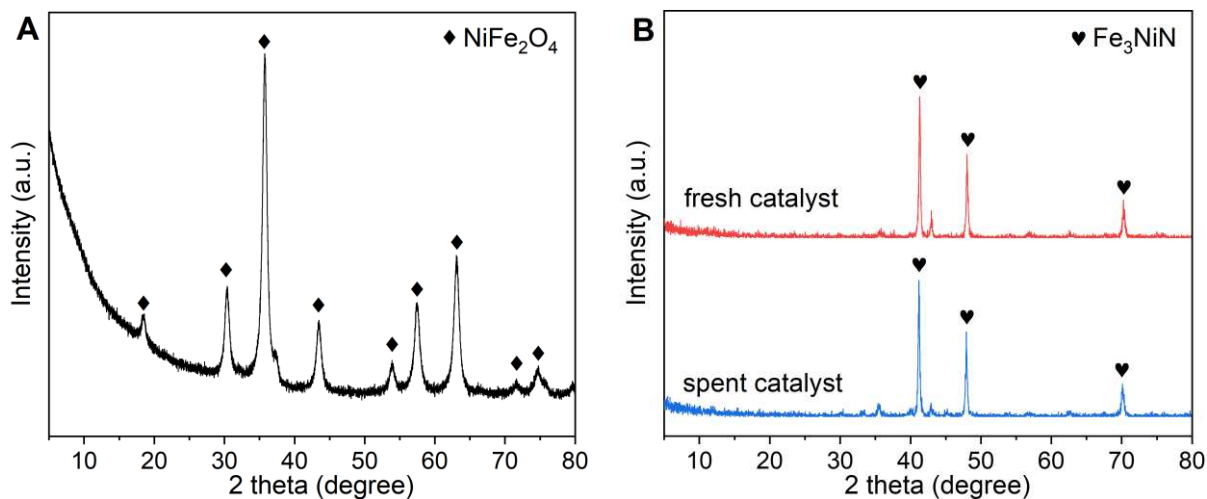 A
◆ NiFe₂O₄
Intensity (a.u.)
10 20 30 40 50 60 70 80
2 theta (degree)
B
♥ Fe₃NiN
fresh catalyst
spent catalyst
Intensity (a.u.)
10 20 30 40 50 60 70 80
2 theta (degree)